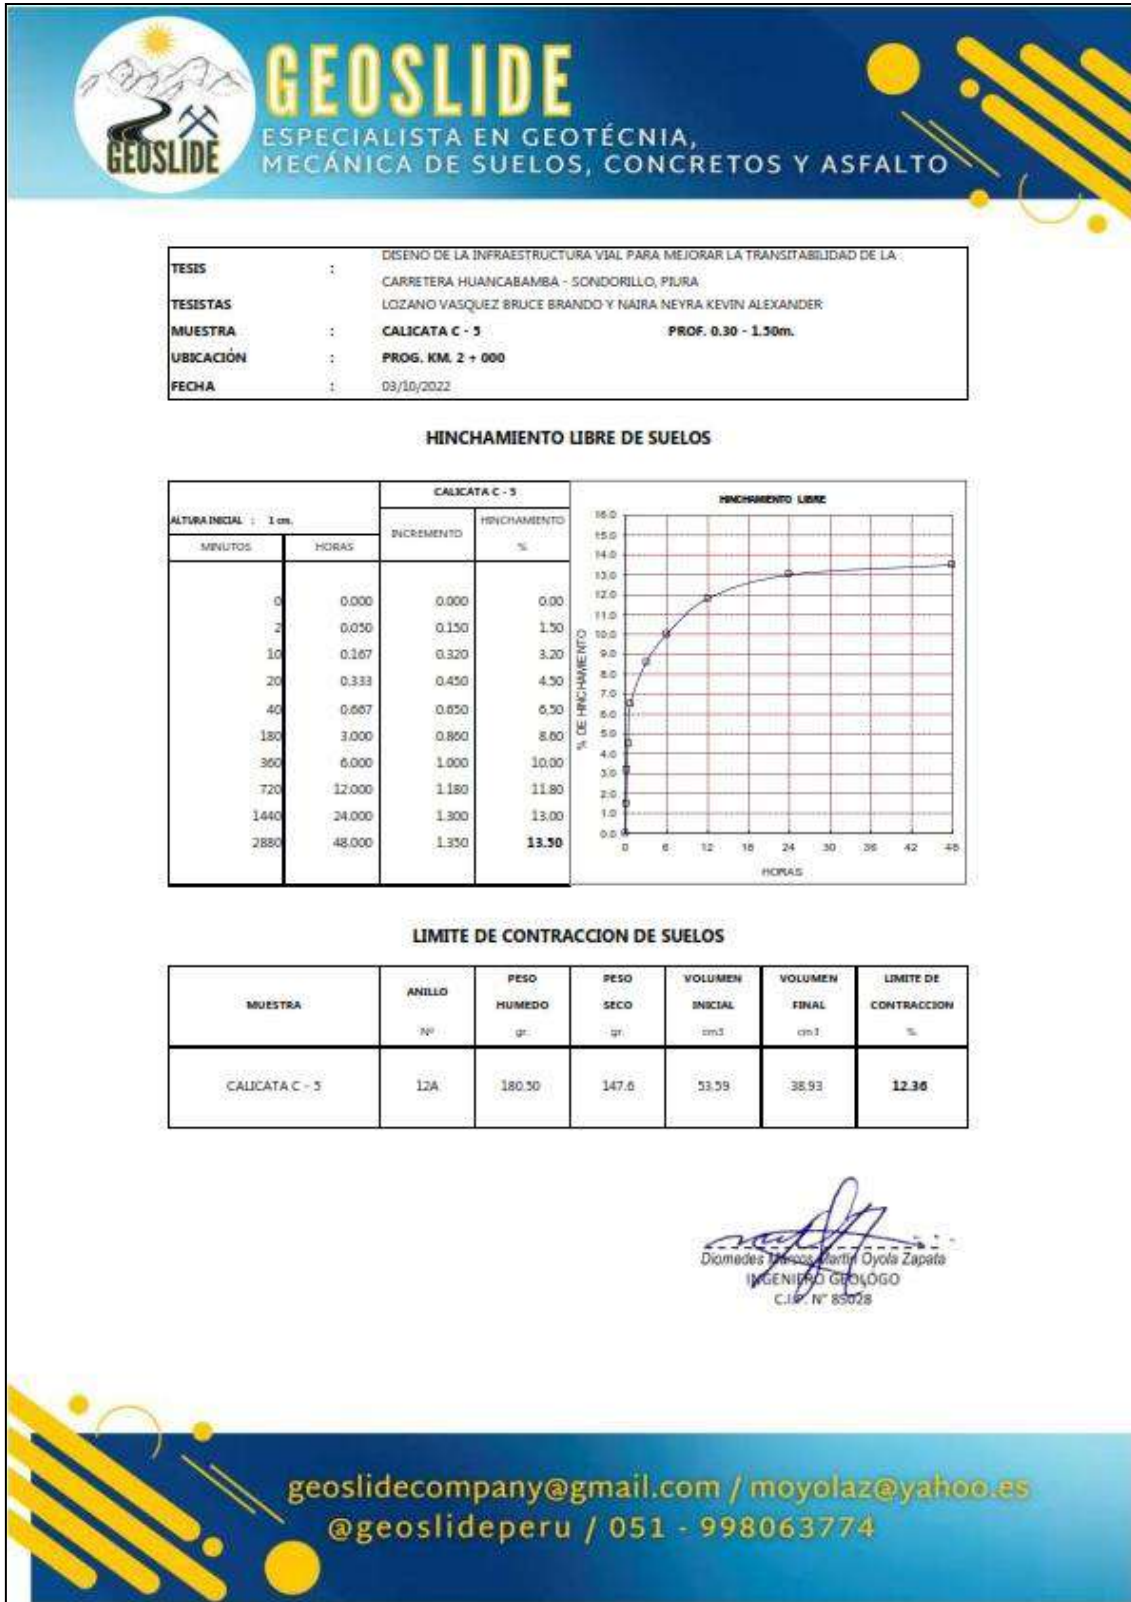 GEOSLIDE
GEOSLIDE
ESPECIALISTA EN GEOTÉCNIA,
MECÁNICA DE SUELOS, CONCRETOS Y ASFALTO
TESIS : DISENO DE LA INFRAESTRUCTURA VIAL PARA MEJORAR LA TRANSITABILIDAD DE LA
CARRETERA HUANCABAMBA - SONDORILLO, PIURA
TESISTAS LOZANO VASQUEZ BRUCE BRANDO Y NAIRA NEYRA KEVIN ALEXANDER
MUESTRA : CALICATA C - 5 PROF. 0.30 - 1.50m.
UBICACIÓN : PROG. KM. 2 + 000
FECHA : 03/10/2022
HINCHAMIENTO LIBRE DE SUELOS
CALICATA C - 5
ALTURA INICIAL : 1 cm. INCREMENTO HINCHAMIENTO
MINUTOS HORAS %
0 0.000 0.000 0.00
2 0.050 0.150 1.50
10 0.167 0.320 3.20
20 0.333 0.450 4.50
40 0.667 0.650 6.50
180 3.000 0.860 8.60
360 6.000 1.000 10.00
720 12.000 1.180 11.80
1440 24.000 1.300 13.00
2880 48.000 1.350 13.50
HINCHAMIENTO LIBRE
% DE HINCHAMIENTO
16.0
15.0
14.0
13.0
12.0
11.0
10.0
9.0
8.0
7.0
6.0
5.0
4.0
3.0
2.0
1.0
0.0
0 6 12 18 24 30 36 42 48
HORAS
LIMITE DE CONTRACCION DE SUELOS
MUESTRA ANILLO PESO PESO VOLUMEN VOLUMEN LIMITE DE
HUMEDO SECO INICIAL FINAL CONTRACCION
Nº gr. gr. cm3 cm3 %
CALICATA C - 5 12A 180.50 147.6 53.59 38.93 12.36
Diomedes Marcos Martin Oyola Zapata
INGENIERO GEOLÓGO
C.I.P. N° 85028
geoslidecompany@gmail.com / moyolaz@yahoo.es
@geoslideperu / 051 - 998063774